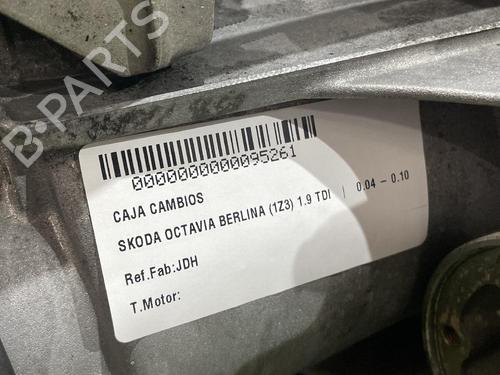 B-PARTS
0000000000095261
CAJA CAMBIOS
SKODA OCTAVIA BERLINA (1Z3) 1.9 TDI | 0.04 - 0.10
Ref.Fab:JDH
T.Motor: